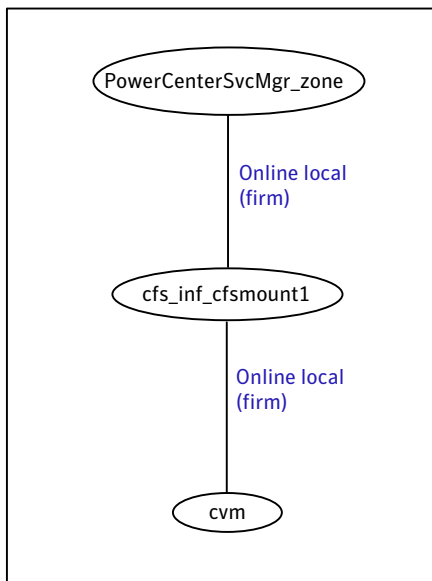 PowerCenterSvcMgr_zone
Online local
(firm)
cfs_inf_cfsmount1
Online local
(firm)
cvm